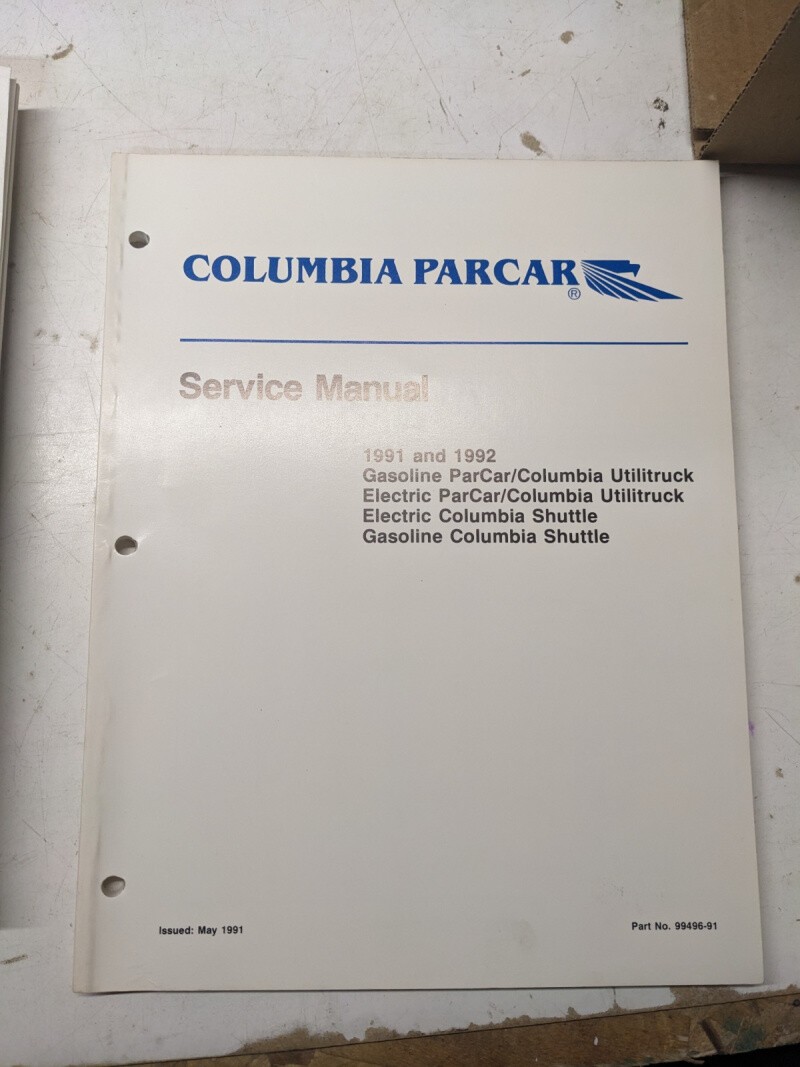 COLUMBIA PARCAR®
Service Manual
1991 and 1992
Gasoline ParCar/Columbia Utilitruck
Electric ParCar/Columbia Utilitruck
Electric Columbia Shuttle
Gasoline Columbia Shuttle
Issued: May 1991
Part No. 99496-91